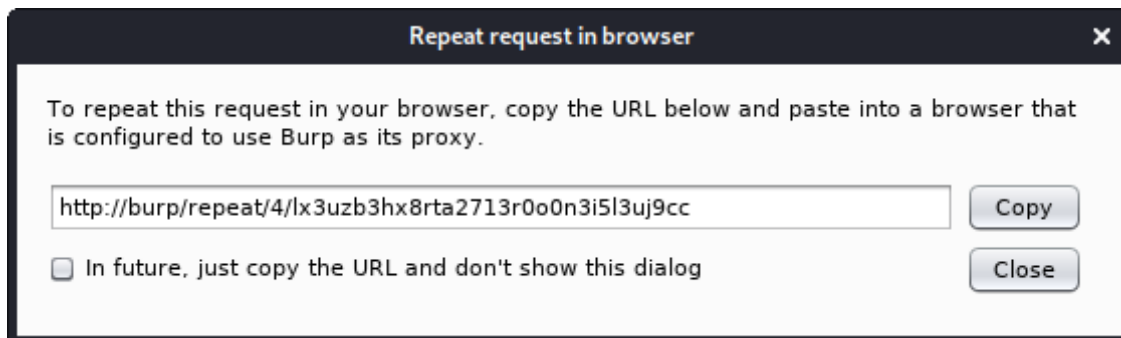 Repeat request in browser
To repeat this request in your browser, copy the URL below and paste into a browser that
is configured to use Burp as its proxy.
http://burp/repeat/4/lx3uzb3hx8rta2713r0o0n3i5l3uj9cc
Copy
In future, just copy the URL and don't show this dialog
Close